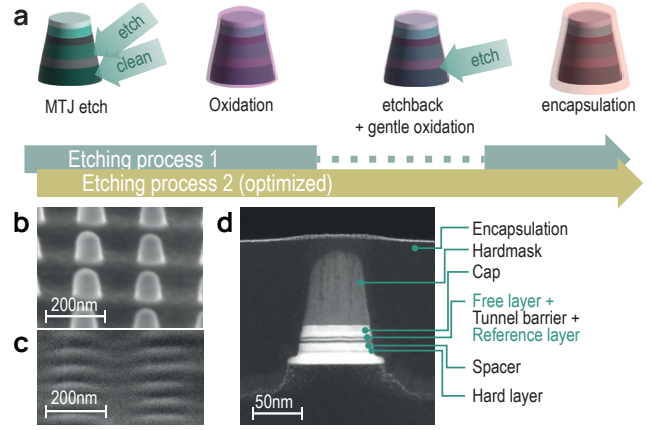 a
etch
clean
MTJ etch
Oxidation
etch
etchback
+ gentle oxidation
encapsulation
Etching process 1
Etching process 2 (optimized)
b
200nm
c
200nm
d
50nm
Encapsulation
Hardmask
Cap
Free layer +
Tunnel barrier +
Reference layer
Spacer
Hard layer